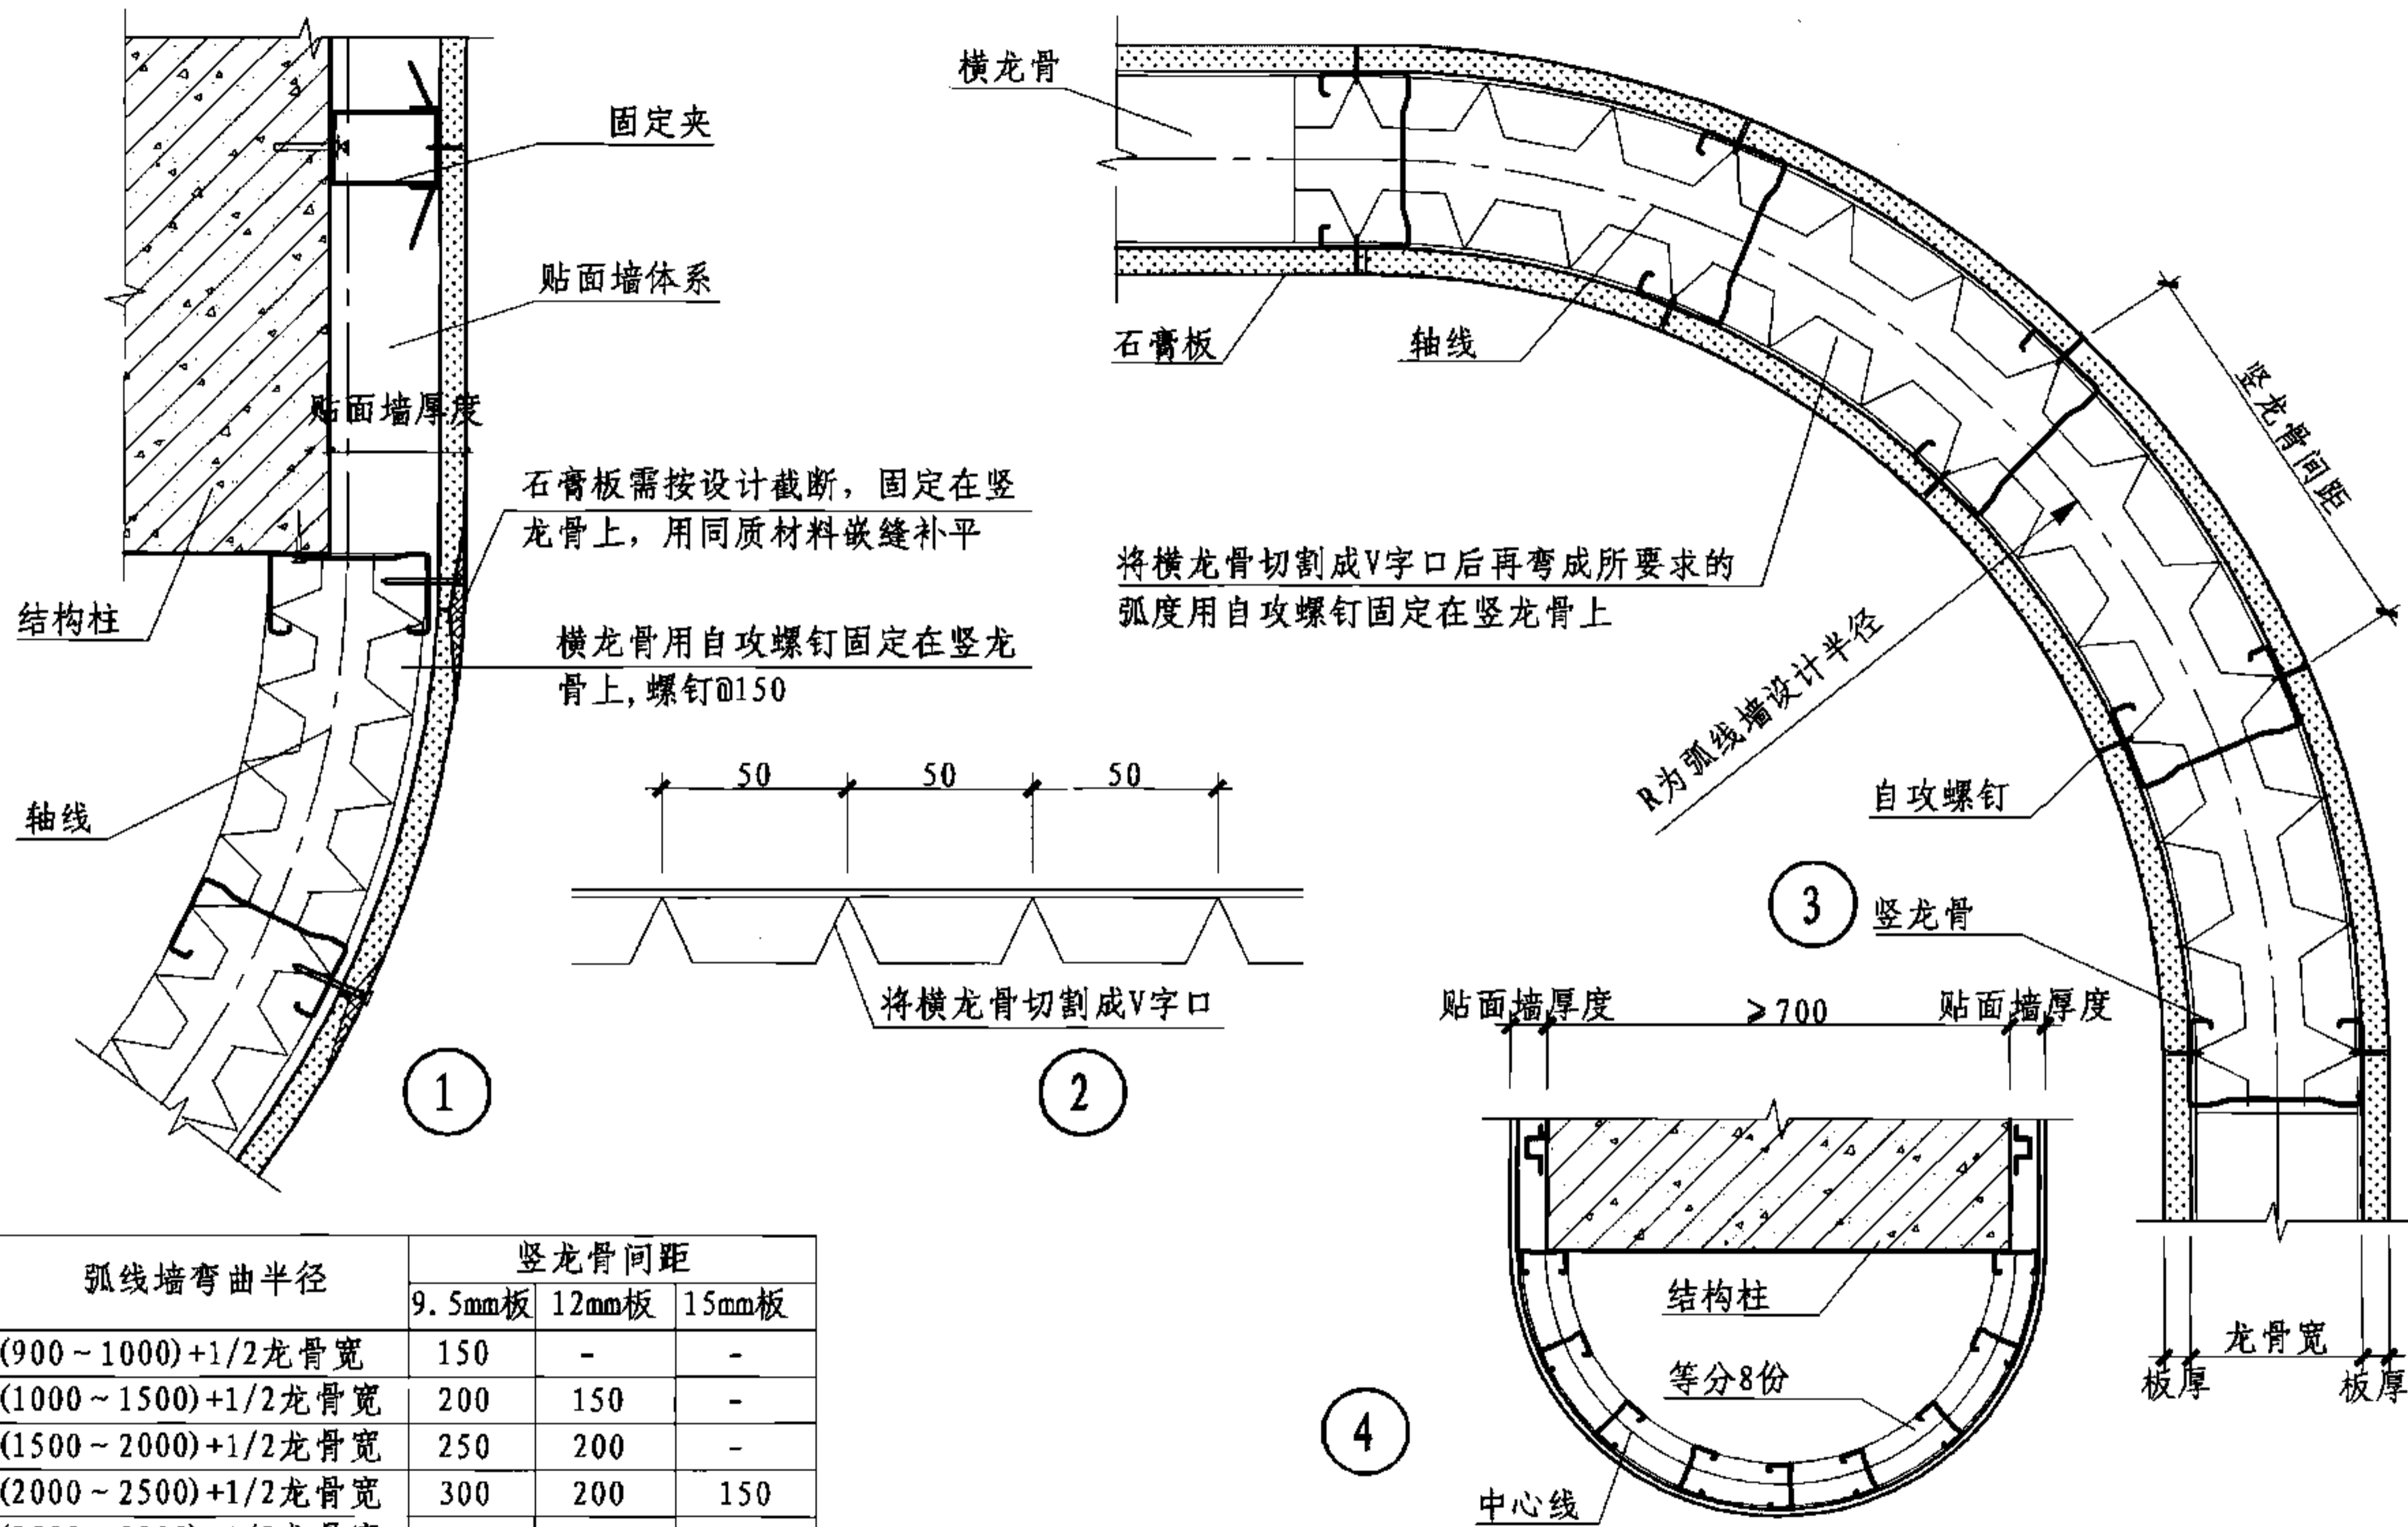 固定夹
贴面墙体系
贴面墙厚度
石膏板需按设计截断，固定在竖
龙骨上，用同质材料嵌缝补平
结构柱
横龙骨用自攻螺钉固定在竖龙
骨上,螺钉@150
轴线
1
50
50
50
将横龙骨切割成V字口
2
横龙骨
石膏板
轴线
竖龙骨间距
将横龙骨切割成V字口后再弯成所要求的
弧度用自攻螺钉固定在竖龙骨上
R为弧线墙设计半径
自攻螺钉
3
竖龙骨
龙骨宽
板厚
板厚
贴面墙厚度
≥700
贴面墙厚度
结构柱
等分8份
中心线
4
弧线墙弯曲半径
竖龙骨间距
9.5mm板 12mm板 15mm板
(900~1000)+1/2龙骨宽 150 - -
(1000~1500)+1/2龙骨宽 200 150 -
(1500~2000)+1/2龙骨宽 250 200 -
(2000~2500)+1/2龙骨宽 300 200 150